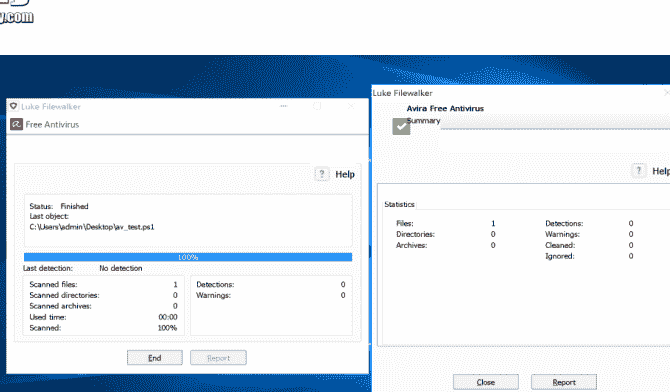 y.com
Luke Filewalker
Free Antivirus
? Help
Status: Finished
Last object:
C:\Users\admin\Desktop\av_test.ps1
100%
Last detection: No detection
Scanned files: 1
Scanned directories: 0
Scanned archives: 0
Used time: 00:00
Scanned: 100%
Detections: 0
Warnings: 0
End
Report
Luke Filewalker
Avira Free Antivirus
Summary
? Help
Statistics
Files: 1
Directories: 0
Archives: 0
Detections: 0
Warnings: 0
Cleaned: 0
Ignored: 0
Close
Report